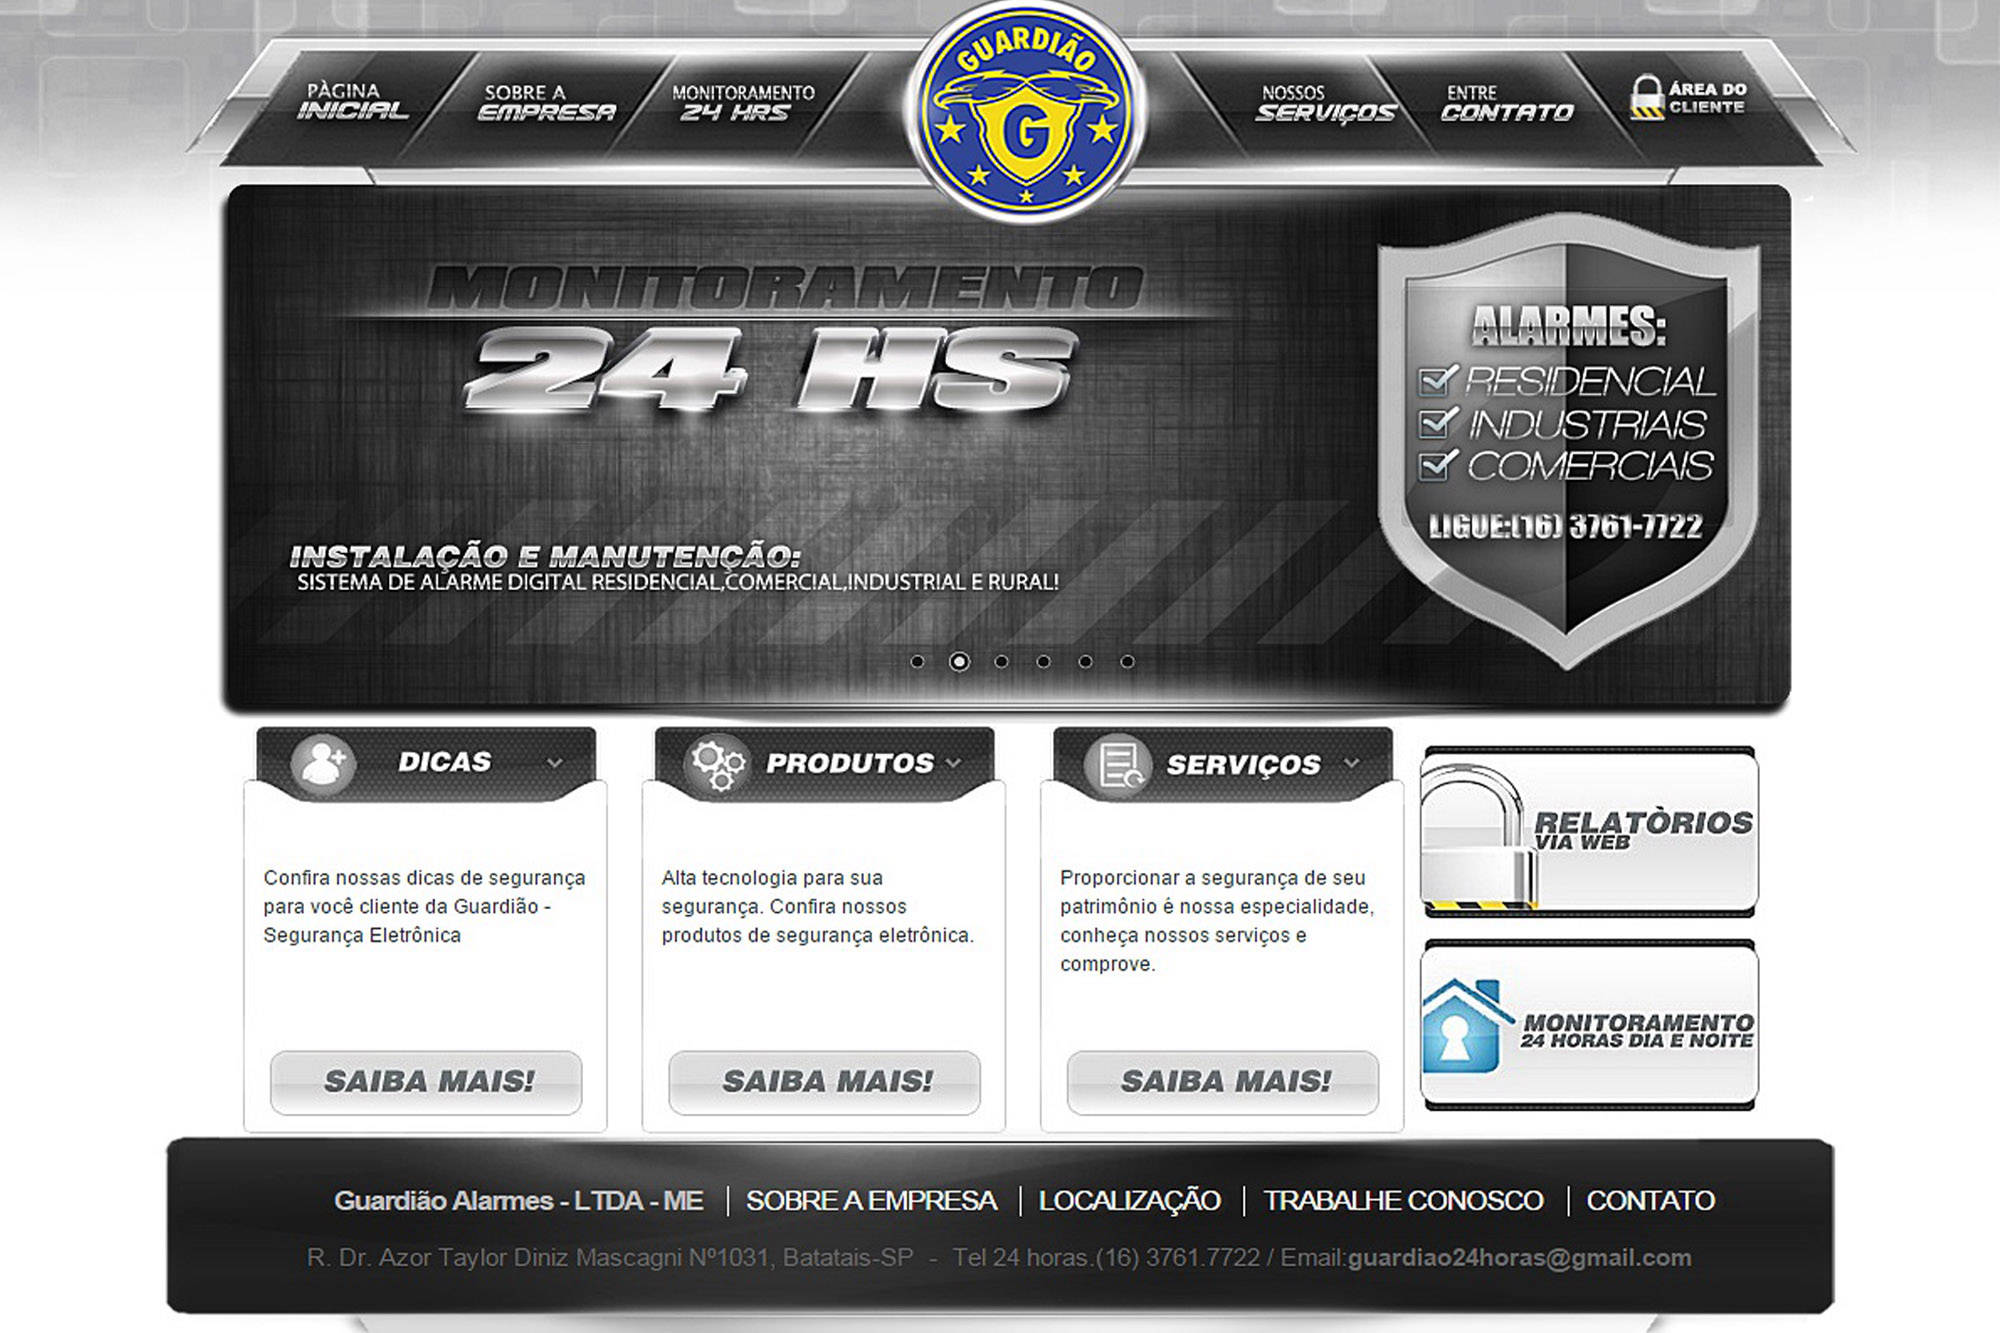 PÀGINA
INICIAL
SOBRE A
EMPRESA
MONITORAMENTO
24 HRS
GUARDIÃO
G
NOSSOS
SERVIÇOS
ENTRE
CONTATO
ÁREA DO
CLIENTE
MONITORAMENTO
24 HS
INSTALAÇÃO E MANUTENÇÃO:
SISTEMA DE ALARME DIGITAL RESIDENCIAL,COMERCIAL,INDUSTRIAL E RURAL!
ALARMES:
RESIDENCIAL
INDUSTRIAIS
COMERCIAIS
LIGUE:(16) 3761-7722
DICAS
Confira nossas dicas de segurança
para você cliente da Guardião -
Segurança Eletrônica
SAIBA MAIS!
PRODUTOS
Alta tecnologia para sua
segurança. Confira nossos
produtos de segurança eletrônica.
SAIBA MAIS!
SERVIÇOS
Proporcionar a segurança de seu
patrimônio é nossa especialidade,
conheça nossos serviços e
comprove.
SAIBA MAIS!
RELATÒRIOS
VIA WEB
MONITORAMENTO
24 HORAS DIA E NOITE
Guardião Alarmes - LTDA - ME | SOBRE A EMPRESA | LOCALIZAÇÃO | TRABALHE CONOSCO | CONTATO
R. Dr. Azor Taylor Diniz Mascagni Nº1031, Batatais-SP - Tel 24 horas.(16) 3761.7722 / Email:guardiao24horas@gmail.com